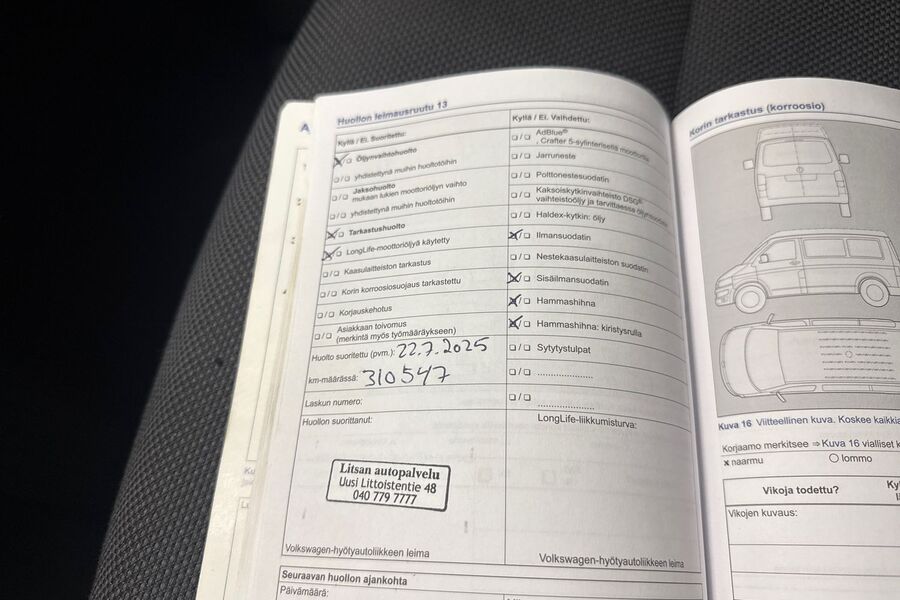 Huollon leimausruutu 13
Kyllä / Ei. Suoritettu:
☒/☐ Öljynvaihtohuolto
☐/☐ yhdistettynä muihin huoltotöihin
☐/☐ Jaksohuolto
mukaan lukien moottoriöljyn vaihto
☐/☐ yhdistettynä muihin huoltotöihin
☒/☐ Tarkastushuolto
☒/☐ LongLife-moottoriöljyä käytetty
☐/☐ Kaasulaitteiston tarkastus
☐/☐ Korin korroosiosuojaus tarkastettu
☐/☐ Korjauskehotus
☐/☐ Asiakkaan toivomus
(merkintä myös työmääräykseen)
Huolto suoritettu (pvm.): 22.7.2025
km-määrässä: 310547
Laskun numero:
Huollon suorittanut:
Litsan autopalvelu
Uusi Littoistentie 48
040 779 7777
Volkswagen-hyötyautoliikkeen leima
Seuraavan huollon ajankohta
Päivämäärä:
Kyllä / Ei. Vaihdettu:
☐/☐ AdBlue®
, Crafter 5-sylinterisellä moottorilla
☐/☐ Jarruneste
☐/☐ Polttonestesuodatin
☐/☐ Kaksoiskytkinvaihteisto DSG®
vaihteistoöljy ja tarvittaessa öljynsuodatin
☐/☐ Haldex-kytkin: öljy
☒/☐ Ilmansuodatin
☐/☐ Nestekaasulaitteiston suodatin
☒/☐ Sisäilmansuodatin
☒/☐ Hammashihna
☒/☐ Hammashihna: kiristysrulla
☐/☐ Sytytystulpat
☐/☐ ....................
☐/☐ ....................
LongLife-liikkumisturva:
Volkswagen-hyötyautoliikkeen leima
Korin tarkastus (korroosio)
Kuva 16 Viitteellinen kuva. Koskee kaikkia
Korjaamo merkitsee ⇒ Kuva 16 vialliset
x naarmu ○ lommo
Vikoja todettu?
Vikojen kuvaus: